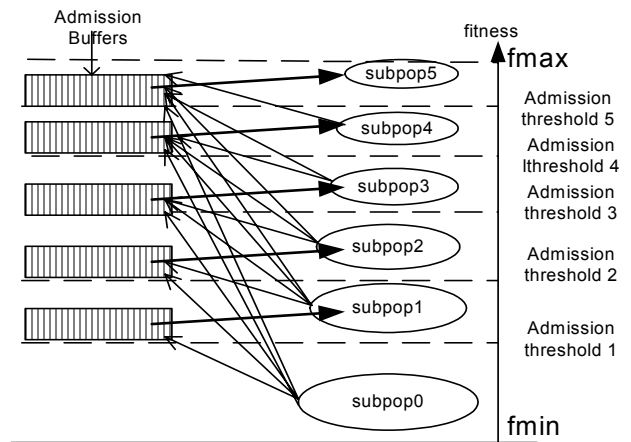 Admission
Buffers
fitness
fmax
subpop5
Admission
threshold 5
subpop4
Admission
lthreshold 4
subpop3
Admission
threshold 3
subpop2
Admission
threshold 2
subpop1
Admission
threshold 1
subpop0
fmin